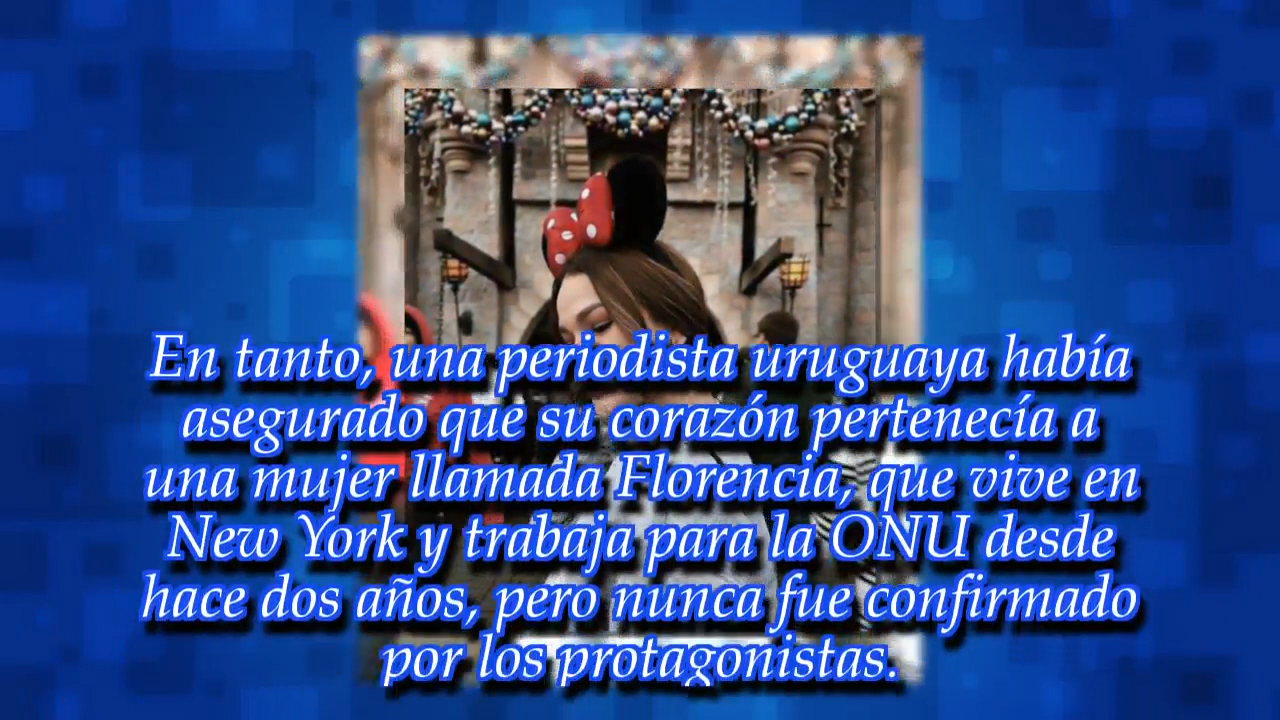 En tanto, una periodista uruguaya había
asegurado que su corazón pertenecía a
una mujer llamada Florencia, que vive en
New York y trabaja para la ONU desde
hace dos años, pero nunca fue confirmado
por los protagonistas.